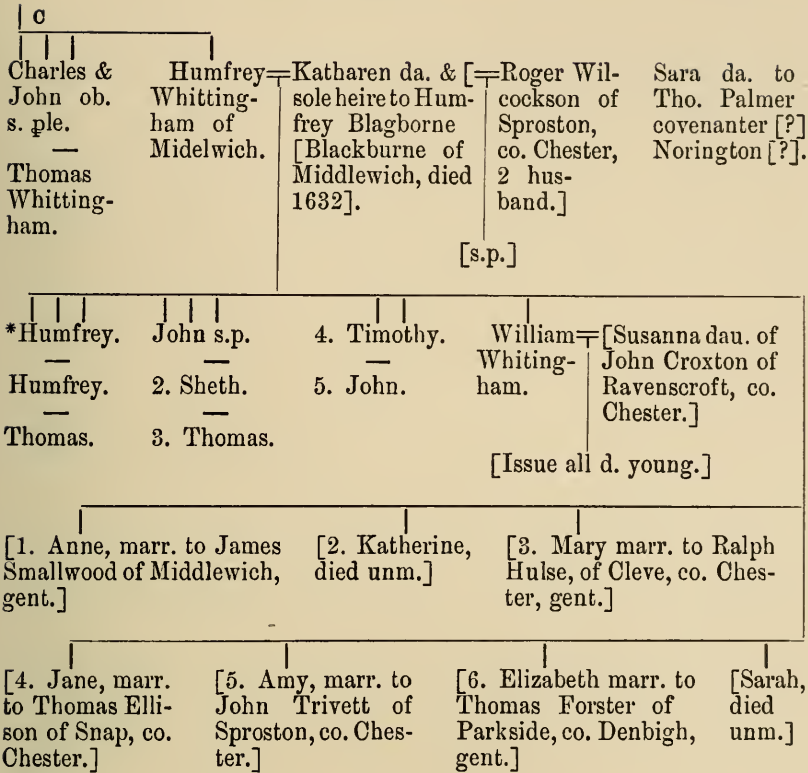 C
Charles &
John ob.
s. ple.
—
Thomas
Whitting-
ham.
Humfrey
Whitting-
ham of
Midelwich.
Katharen da. &
sole heire to Hum-
frey Blagborne
[Blackburne of
Middlewich, died
1632].
[
Roger Wil-
cockson of
Sproston,
co. Chester,
2 hus-
band.]
Sara da. to
Tho. Palmer
covenanter [?]
Norington [?].
[s.p.]
*Humfrey.
—
Humfrey.
—
Thomas.
John s.p.
—
2. Sheth.
—
3. Thomas.
4. Timothy.
—
5. John.
William
Whiting-
ham.
[Susanna dau. of
John Croxton of
Ravenscroft, co.
Chester.]
[Issue all d. young.]
[1. Anne, marr. to James
Smallwood of Middlewich,
gent.]
[2. Katherine,
died unm.]
[3. Mary marr. to Ralph
Hulse, of Cleve, co. Ches-
ter, gent.]
[4. Jane, marr.
to Thomas Elli-
son of Snap, co.
Chester.]
[5. Amy, marr. to
John Trivett of
Sproston, co. Ches-
ter.]
[6. Elizabeth marr. to
Thomas Forster of
Parkside, co. Denbigh,
gent.]
[Sarah,
died
unm.]